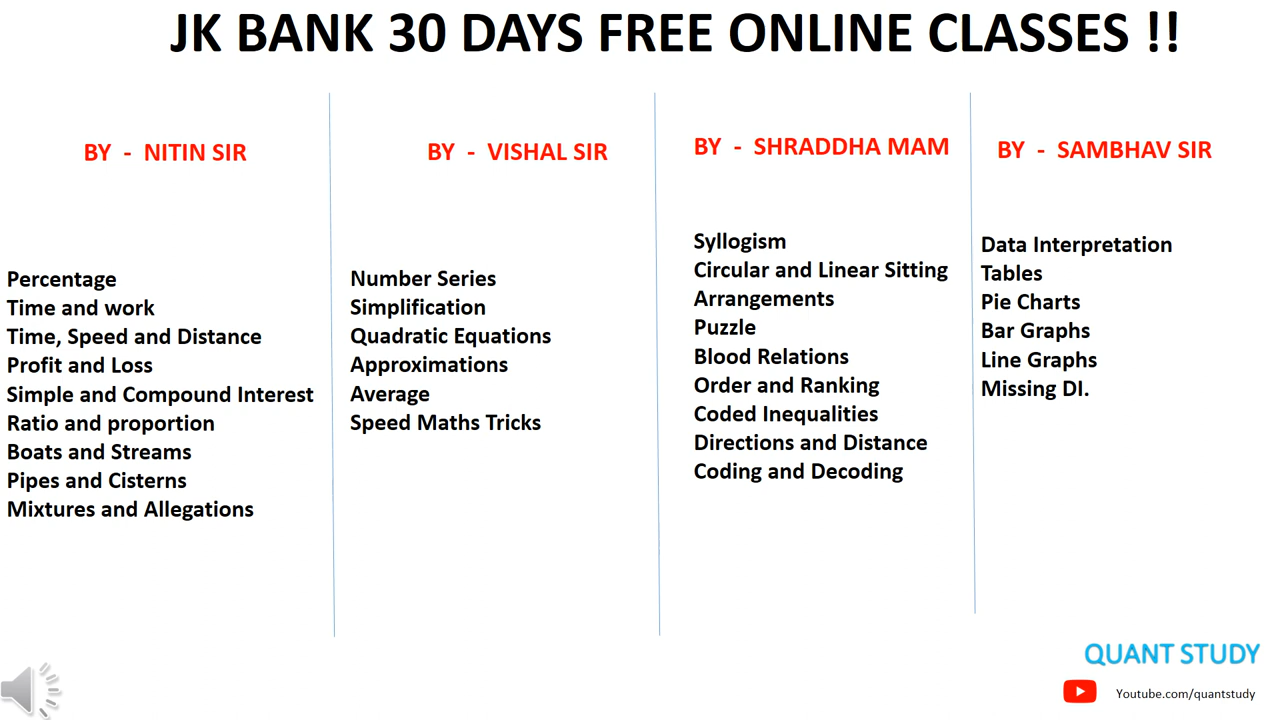 JK BANK 30 DAYS FREE ONLINE CLASSES !!
BY - NITIN SIR
Percentage
Time and work
Time, Speed and Distance
Profit and Loss
Simple and Compound Interest
Ratio and proportion
Boats and Streams
Pipes and Cisterns
Mixtures and Allegations
BY - VISHAL SIR
Number Series
Simplification
Quadratic Equations
Approximations
Average
Speed Maths Tricks
BY - SHRADDHA MAM
Syllogism
Circular and Linear Sitting
Arrangements
Puzzle
Blood Relations
Order and Ranking
Coded Inequalities
Directions and Distance
Coding and Decoding
BY - SAMBHAV SIR
Data Interpretation
Tables
Pie Charts
Bar Graphs
Line Graphs
Missing DI.
QUANT STUDY
Youtube.com/quantstudy